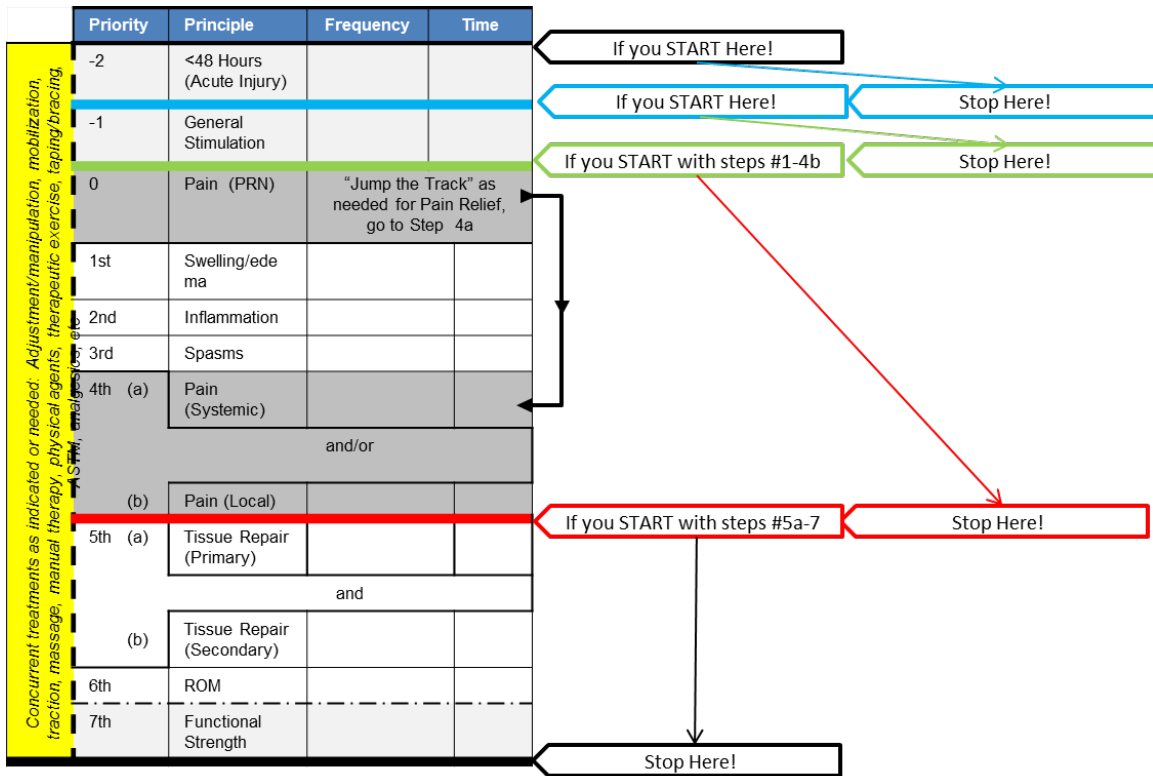 Priority Principle Frequency Time
-2 <48 Hours
(Acute Injury)
-1 General
Stimulation
0 Pain (PRN) “Jump the Track” as
needed for Pain Relief,
go to Step 4a
1st Swelling/ede
ma
2nd Inflammation
3rd Spasms
4th (a) Pain
(Systemic)
and/or
(b) Pain (Local)
5th (a) Tissue Repair
(Primary)
and
(b) Tissue Repair
(Secondary)
6th ROM
7th Functional
Strength
Concurrent treatments as indicated or needed: Adjustment/manipulation, mobilization,
traction, massage, manual therapy, physical agents, therapeutic exercise, taping/bracing,
ASTM, analgesics, etc
If you START Here!
If you START Here! Stop Here!
If you START with steps #1-4b Stop Here!
If you START with steps #5a-7 Stop Here!
Stop Here!